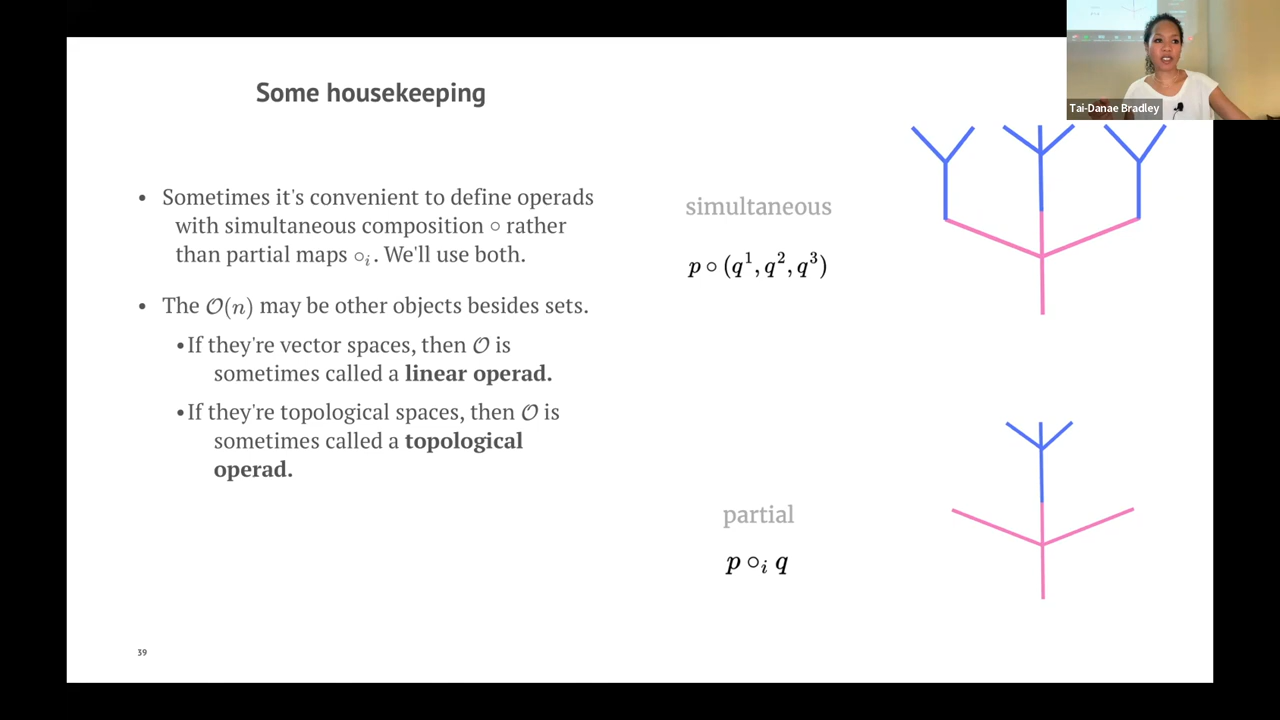 Some housekeeping
Tai-Danae Bradley
• Sometimes it's convenient to define operads
with simultaneous composition ∘ rather
than partial maps ∘ᵢ. We'll use both.
• The 𝒪(n) may be other objects besides sets.
•If they're vector spaces, then 𝒪 is
sometimes called a linear operad.
•If they're topological spaces, then 𝒪 is
sometimes called a topological
operad.
simultaneous
p ∘ (q¹, q², q³)
partial
p ∘ᵢ q
39